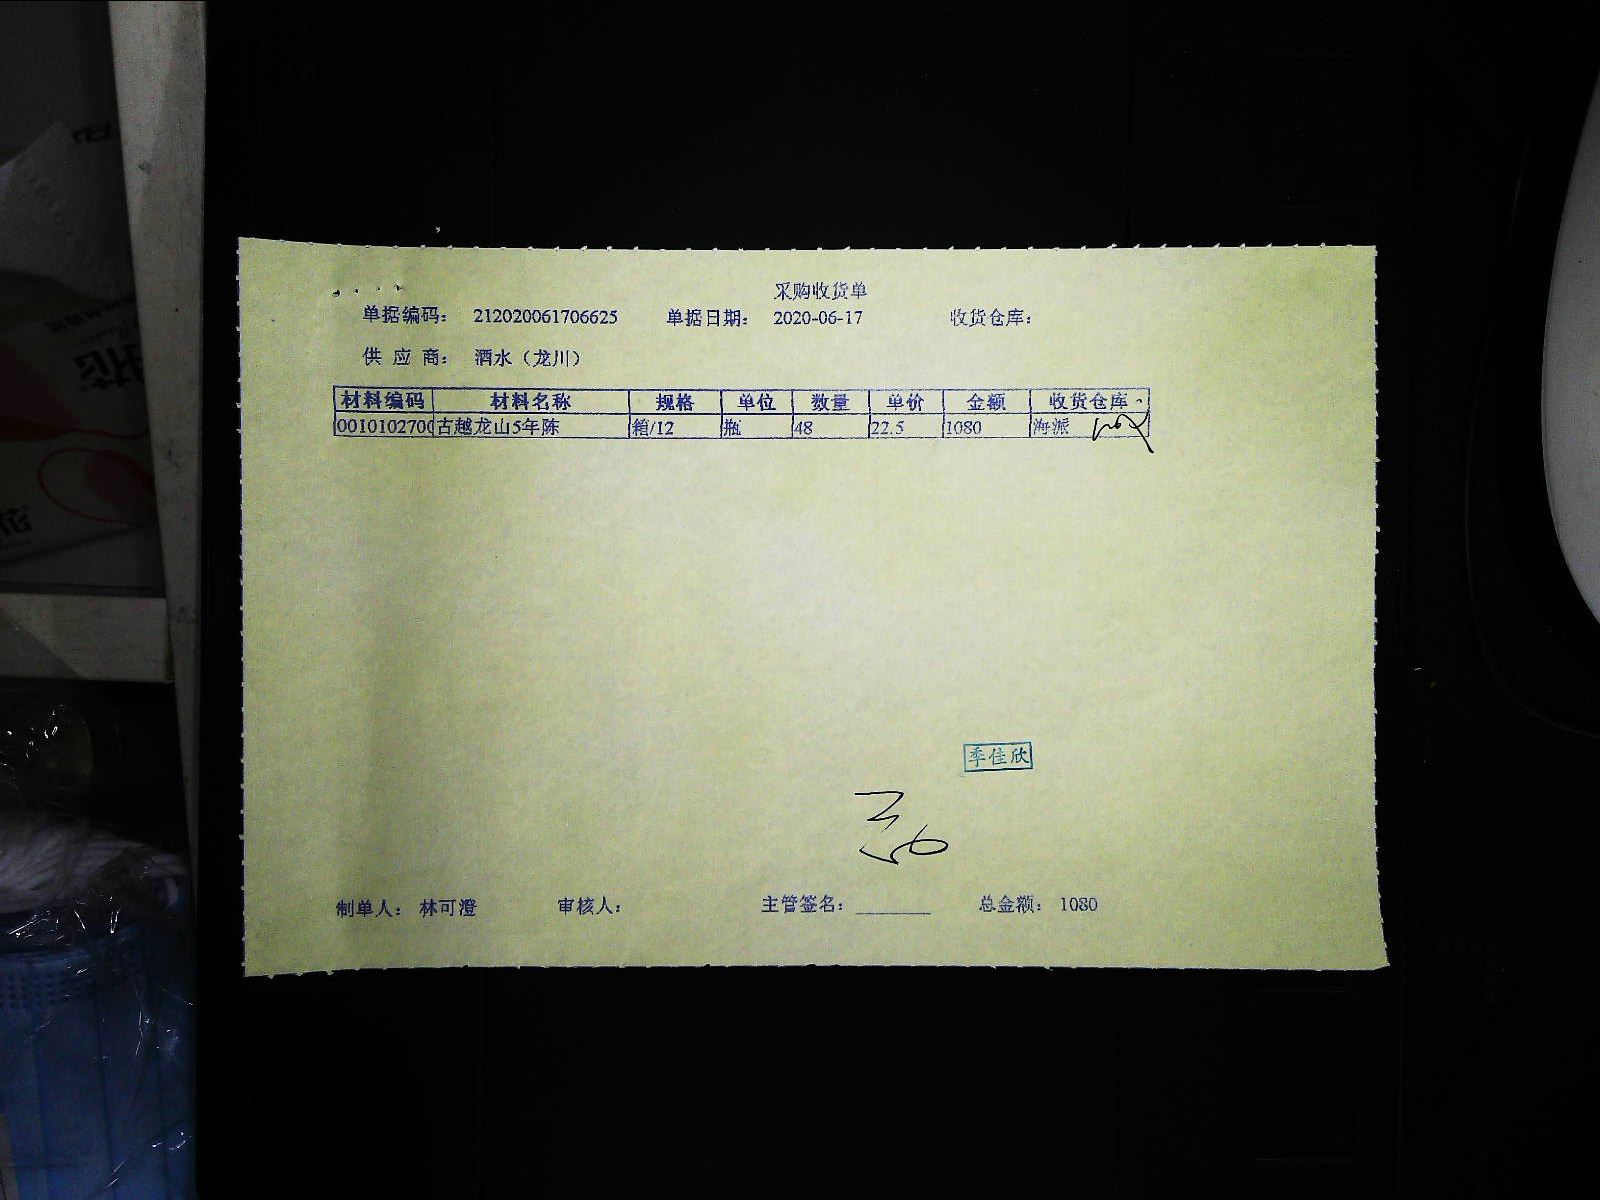 采购收货单
单据编码： 212020061706625 单据日期： 2020-06-17 收货仓库：
供 应 商： 酒水（龙川）
材料编码 材料名称 规格 单位 数量 单价 金额 收货仓库
0010102700 古越龙山5年陈 箱/12 瓶 48 22.5 1080 海派
季佳欣
制单人： 林可澄 审核人： 主管签名： ________ 总金额： 1080